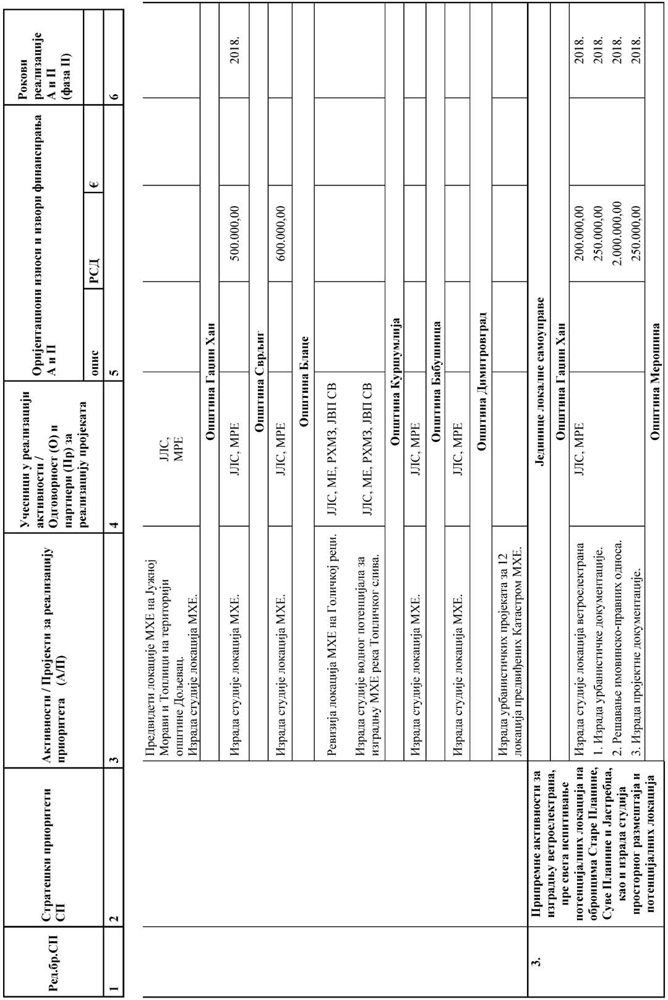 Ред.бр.СП
Стратешки приоритети
СП
Активности / Пројекти за реализацију
приоритета (А/П)
Учесници у реализацији
активности /
Одговорност (О) и
партнери (Пр) за
реализацију пројеката
Оријентациони износи и извори финансирања
А и П
опис
РСД
€
Рокови
реализације
А и П
(фаза II)
1
2
3
4
5
6
Предвидети локације МХЕ на Јужној
Морави и Топлици на територији
општине Дољевац.
Израда студије локација МХЕ.
ЈЛС,
МРЕ
Општина Гаџин Хан
Израда студије локација МХЕ.
ЈЛС, МРЕ
500.000,00
2018.
Општина Сврљиг
Израда студије локација МХЕ.
ЈЛС, МРЕ
600.000,00
Општина Блаце
Ревизија локација МХЕ на Голичкој реци.
ЈЛС, МЕ, РХМЗ, ЈВП СВ
Израда студије водног потенцијала за
изградњу МХЕ река Топличког слива.
ЈЛС, МЕ, РХМЗ, ЈВП СВ
Општина Куршумлија
Израда студије локација МХЕ.
ЈЛС, МРЕ
Општина Бабушница
Израда студије локација МХЕ.
ЈЛС, МРЕ
Општина Димитровград
Израда урбанистичких пројеката за 12
локација предвиђених Катастром МХЕ.
3.
Припремне активности за
изградњу ветроелектрана,
пре свега испитивање
потенцијалних локација на
обронцима Старе Планине,
Суве Планине и Јастребца,
као и израда студија
просторног размештаја и
потенцијалних локација
Јединице локалне самоуправе
Општина Гаџин Хан
Израда студије локација ветроелектрана
ЈЛС, МРЕ
200.000,00
2018.
1. Израда урбанистичке документације.
250.000,00
2018.
2. Решавање имовинско-правних односа.
2.000.000,00
2018.
3. Израда пројектне документације.
250.000,00
2018.
Општина Мерошина